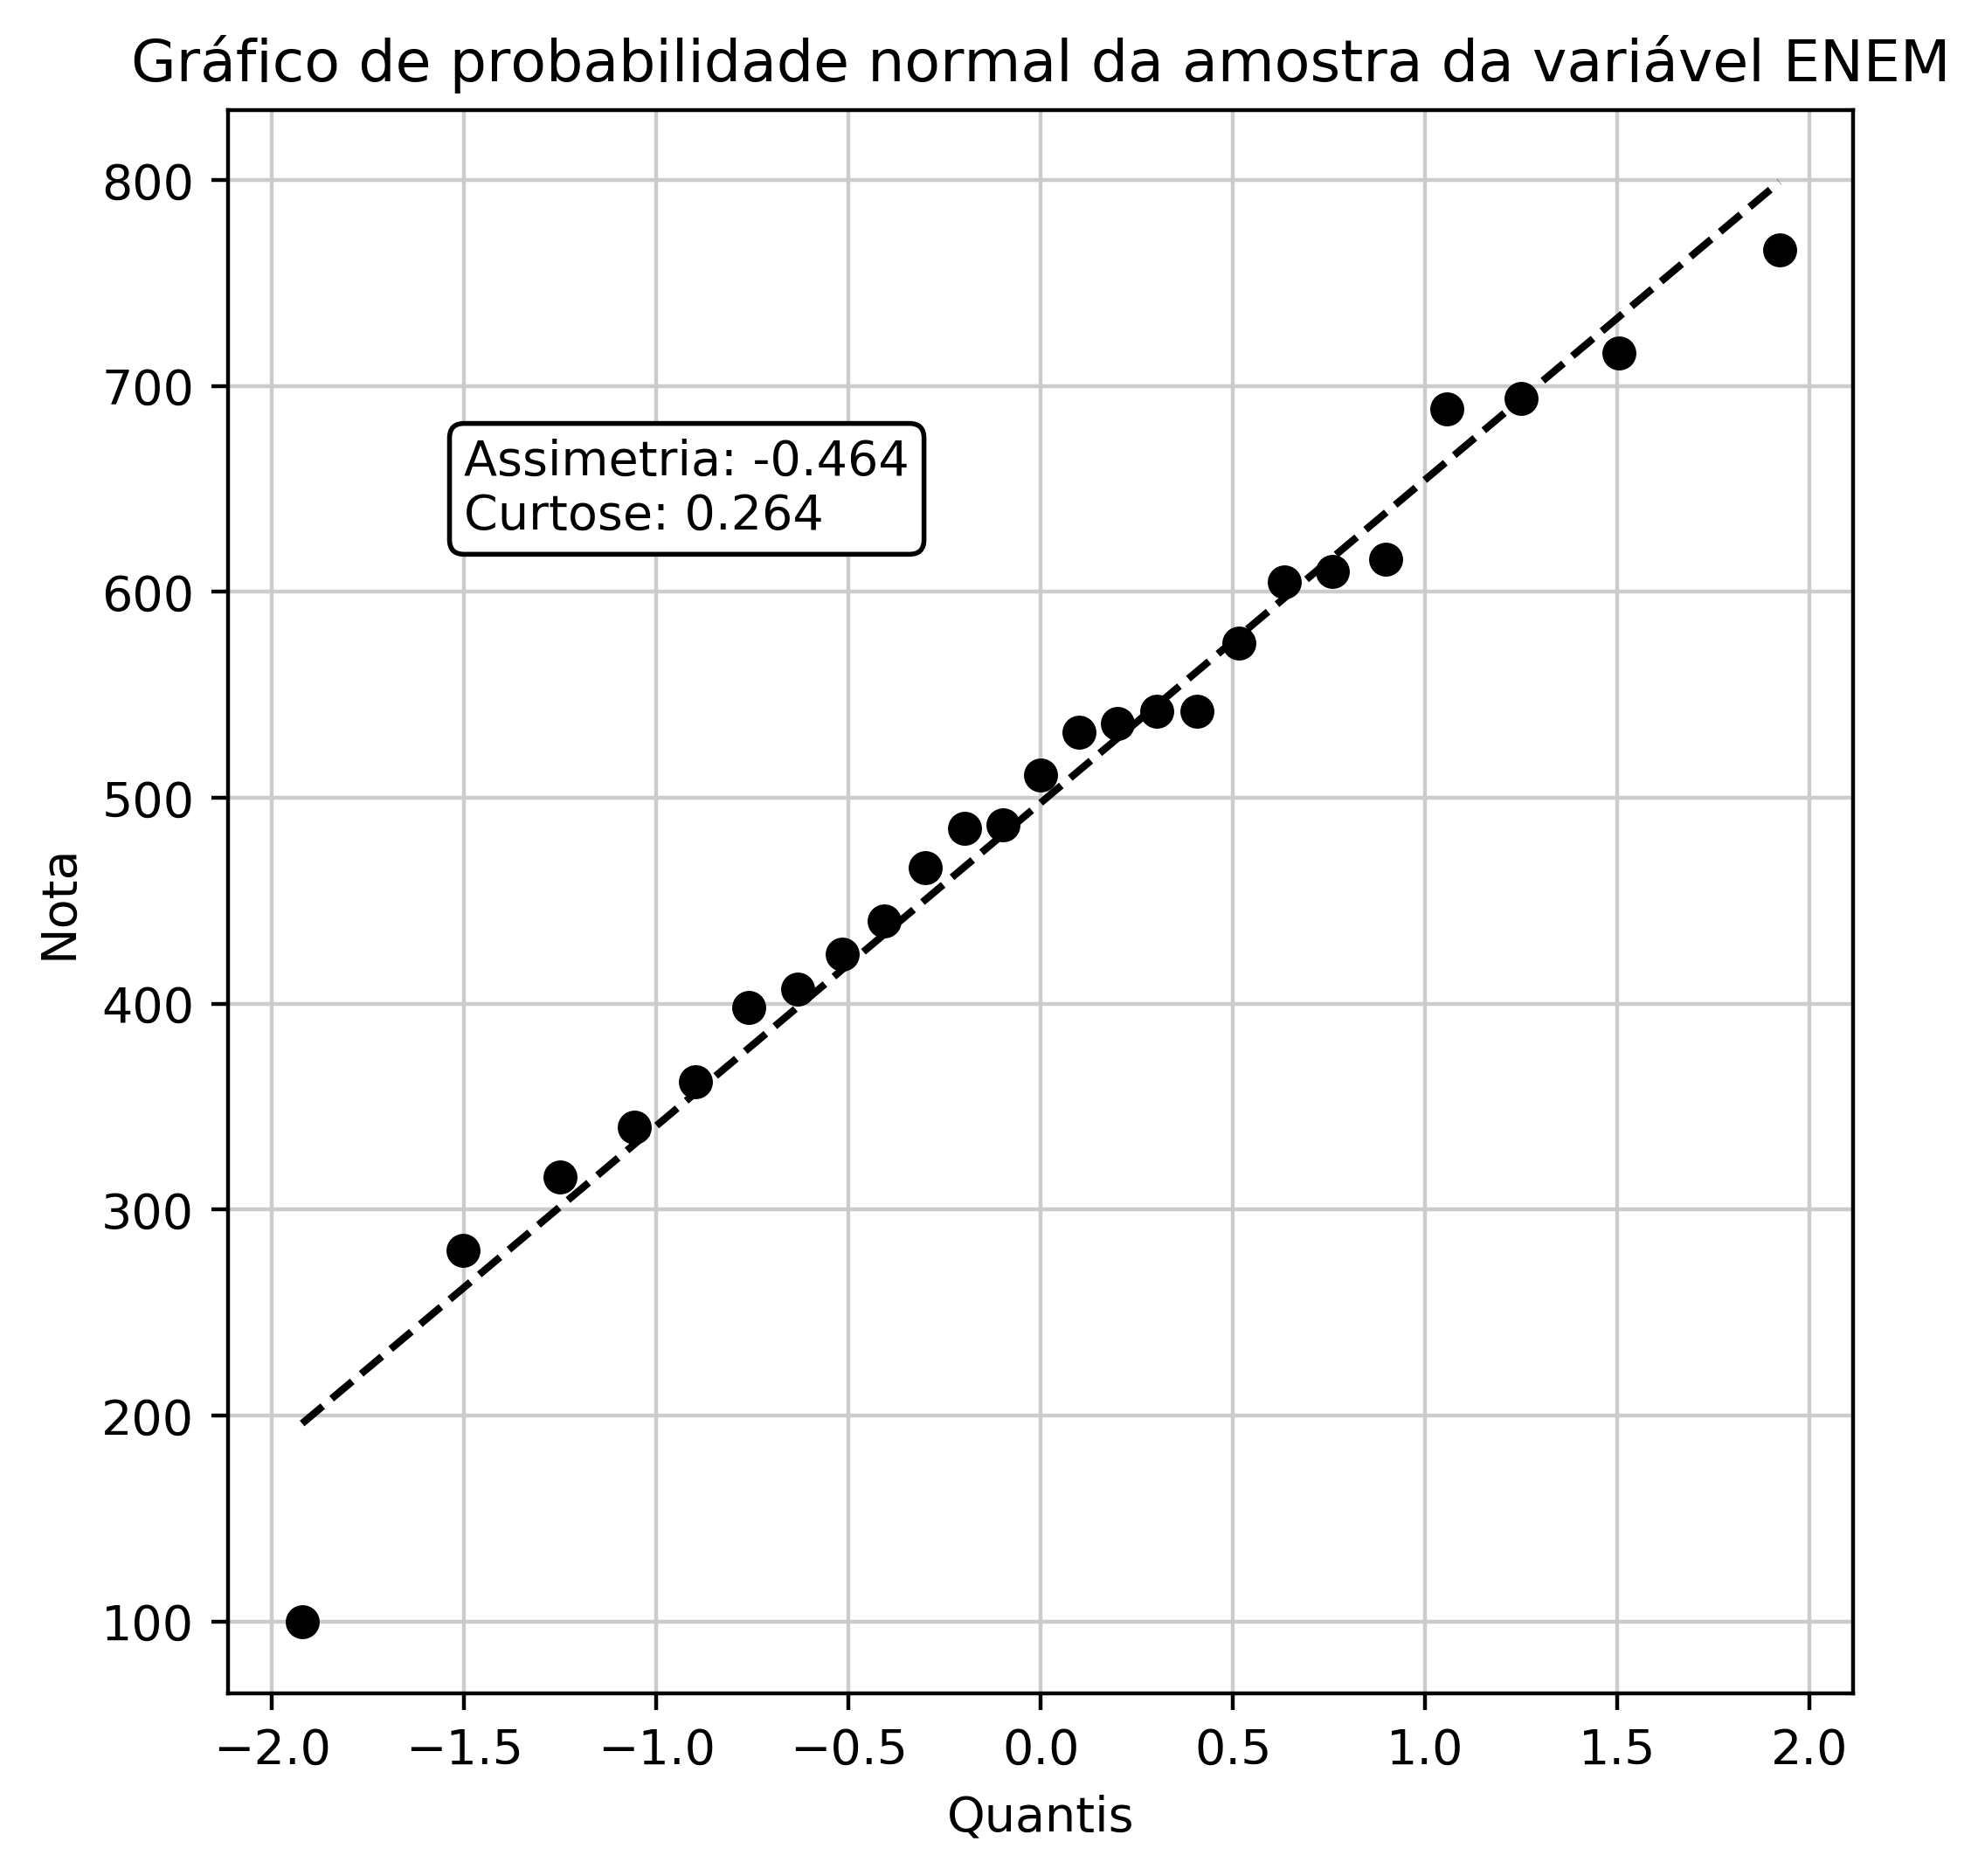 Gráfico de probabilidade normal da amostra da variável ENEM
800
700
600
500
400
300
200
100
Nota
Assimetria: -0.464
Curtose: 0.264
−2.0 −1.5 −1.0 −0.5 0.0 0.5 1.0 1.5 2.0
Quantis